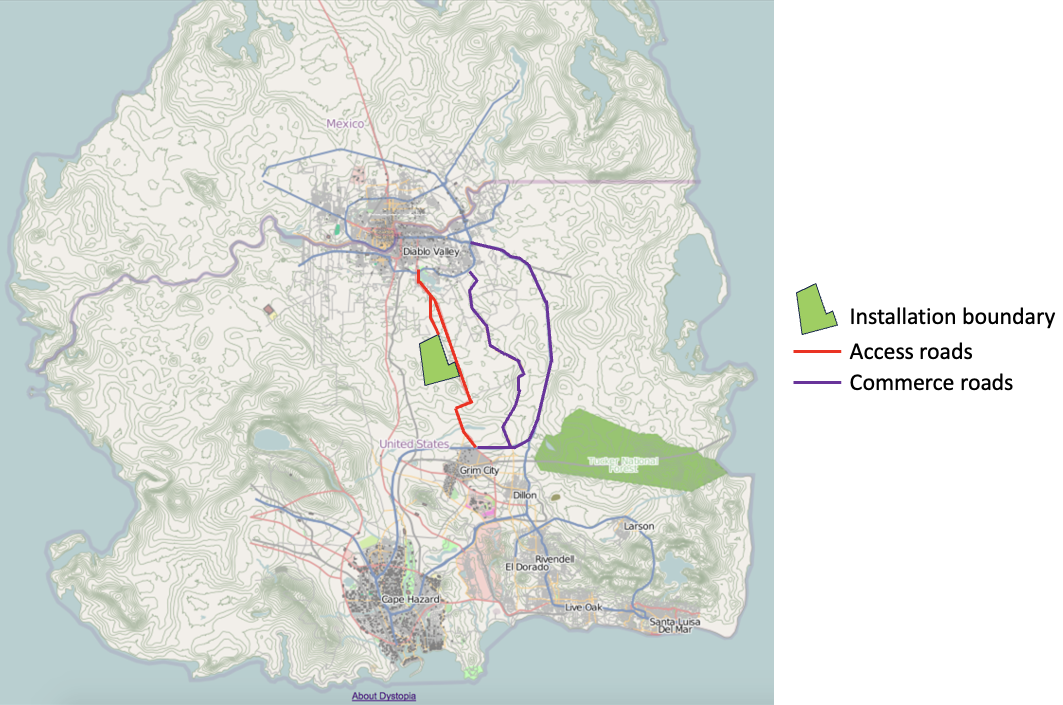 Mexico
Diablo Valley
Installation boundary
Access roads
Commerce roads
United States
Tusker National
Forest
Grim City
Dillon
Larson
Rivendell
El Dorado
Cape Hazard
Live Oak
Santa Luisa
Del Mar
About Dystopia